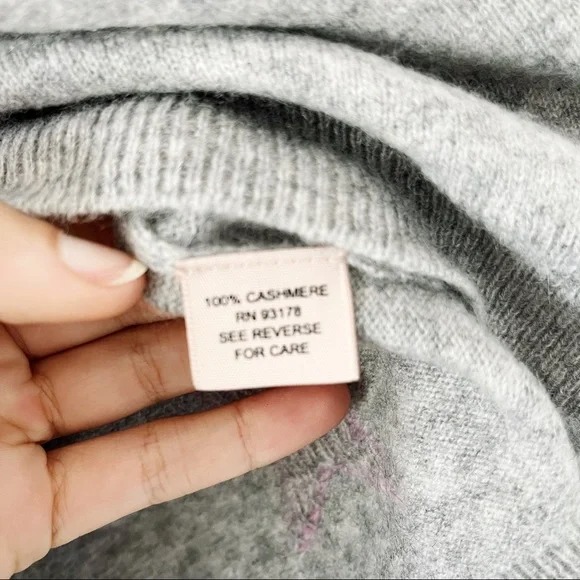 100% CASHMERE
RN 93178
SEE REVERSE
FOR CARE